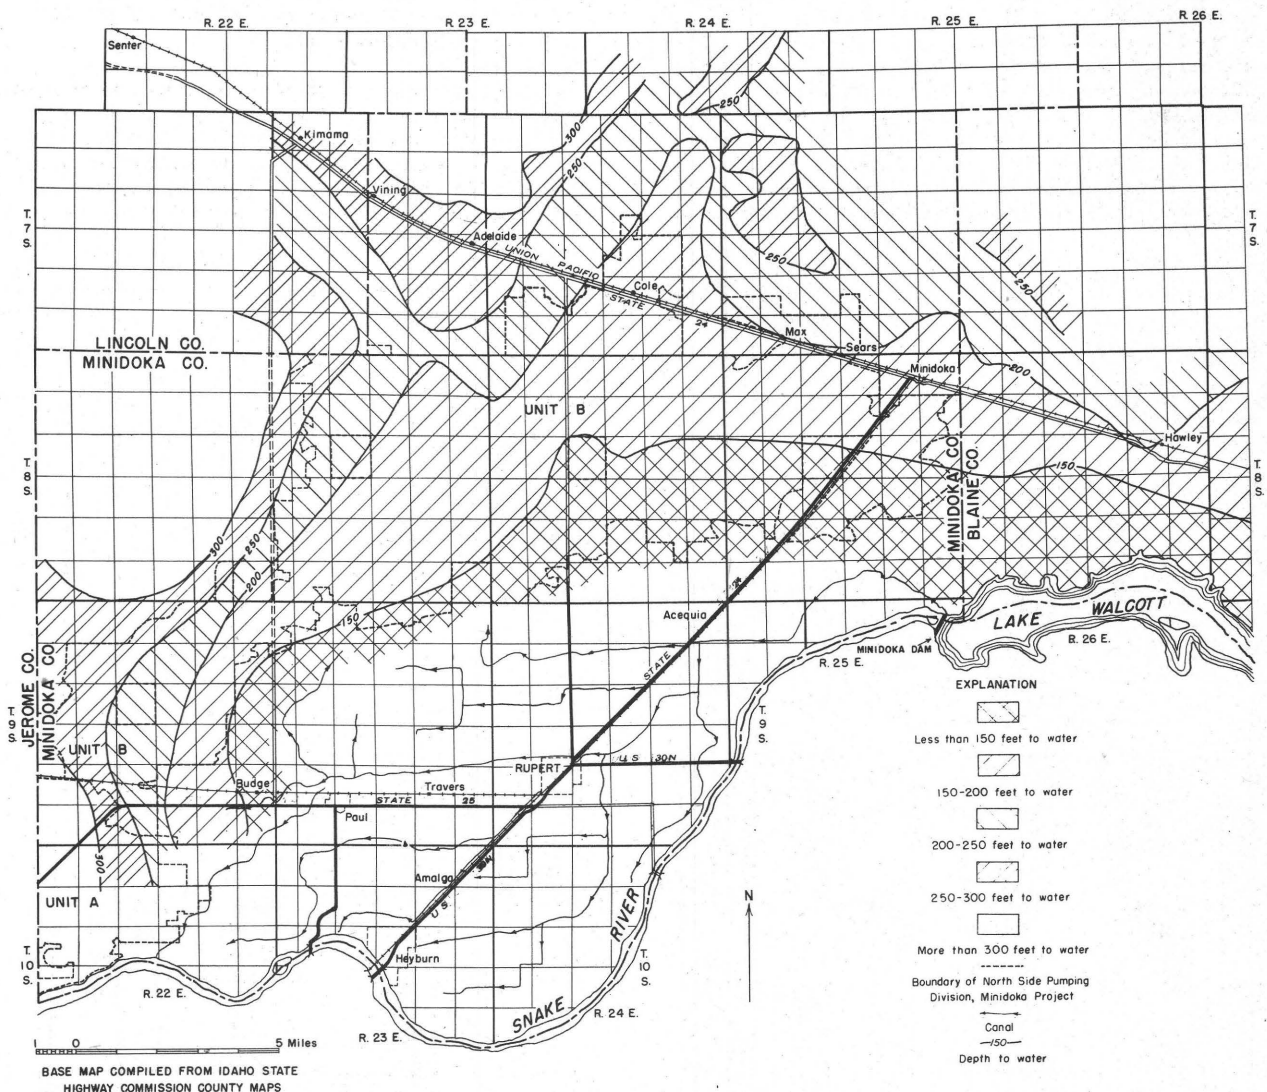 R. 22 E.
R. 23 E.
R. 24 E.
R. 25 E.
R. 26 E.
Senter
Kimama
Vining
Adelaide
UNION PACIFIC
STATE 24
Cole
Max
Sears
Minidoka
Hawley
300
250
250
250
250
200
150
T.
7
S.
T.
7
S.
LINCOLN CO.
MINIDOKA CO.
UNIT B
T.
8
S.
T.
8
S.
MINIDOKA CO.
BLAINE CO.
300
250
200
150
24
Acequia
STATE
LAKE WALCOTT
MINIDOKA DAM
R. 25 E.
R. 26 E.
JEROME CO.
MINIDOKA CO.
T.
9
S.
T.
9
S.
UNIT B
RUPERT
U S 30N
Budge
Travers
STATE 25
Paul
300
Amalga
U. S. 30N
UNIT A
Heyburn
T.
10
S.
T.
10
S.
SNAKE RIVER
R. 22 E.
R. 23 E.
R. 24 E.
N
EXPLANATION
Less than 150 feet to water
150-200 feet to water
200-250 feet to water
250-300 feet to water
More than 300 feet to water
Boundary of North Side Pumping
Division, Minidoka Project
Canal
150
Depth to water
1 0 5 Miles
BASE MAP COMPILED FROM IDAHO STATE
HIGHWAY COMMISSION COUNTY MAPS